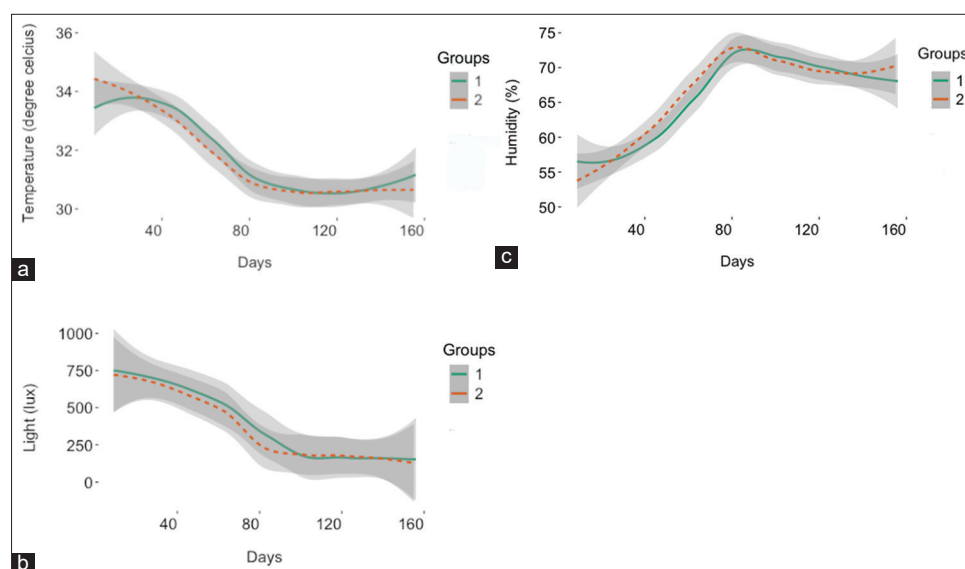 36
34
32
30
Temperature (degree celcius)
40
80
120
160
Days
Groups
1
2
a
75
70
65
60
55
50
Humidity (%)
40
80
120
160
Days
Groups
1
2
c
1000
750
500
250
0
Light (lux)
40
80
120
160
Days
Groups
1
2
b